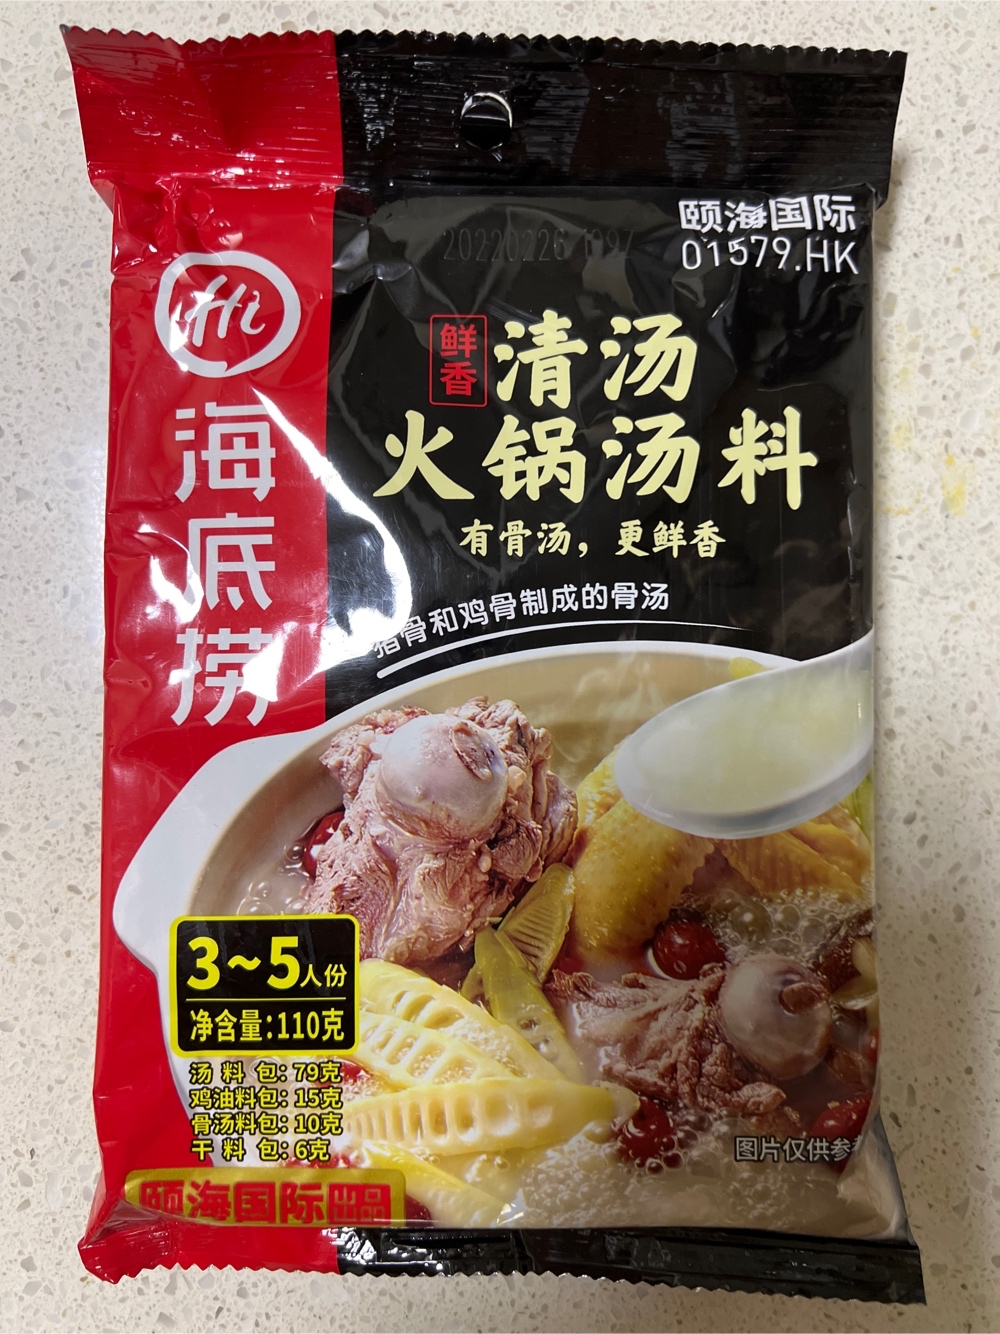 颐海国际
01579.HK
20220226
Hi
海底捞
鲜香
清汤
火锅汤料
有骨汤，更鲜香
猪骨和鸡骨制成的骨汤
3~5人份
净含量:110克
汤料包:79克
鸡油料包:15克
骨汤料包:10克
干料包:6克
图片仅供参
颐海国际出品